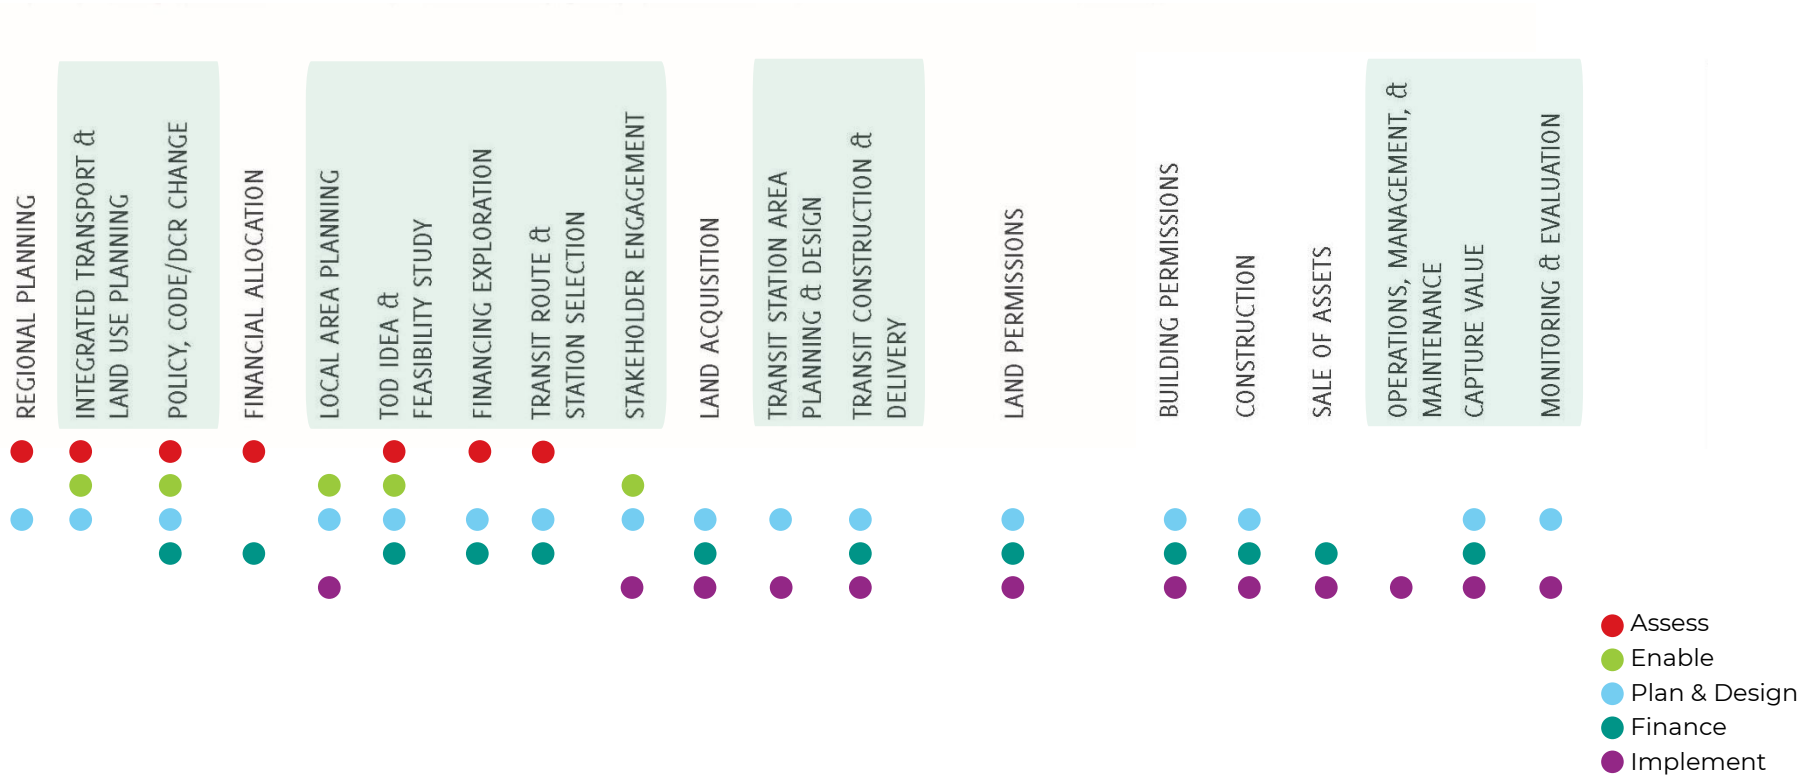 REGIONAL PLANNING
INTEGRATED TRANSPORT &
LAND USE PLANNING
POLICY, CODE/DCR CHANGE
FINANCIAL ALLOCATION
LOCAL AREA PLANNING
TOD IDEA &
FEASIBILITY STUDY
FINANCING EXPLORATION
TRANSIT ROUTE &
STATION SELECTION
STAKEHOLDER ENGAGEMENT
LAND ACQUISITION
TRANSIT STATION AREA
PLANNING & DESIGN
TRANSIT CONSTRUCTION &
DELIVERY
LAND PERMISSIONS
BUILDING PERMISSIONS
CONSTRUCTION
SALE OF ASSETS
OPERATIONS, MANAGEMENT, &
MAINTENANCE
CAPTURE VALUE
MONITORING & EVALUATION
Assess
Enable
Plan & Design
Finance
Implement